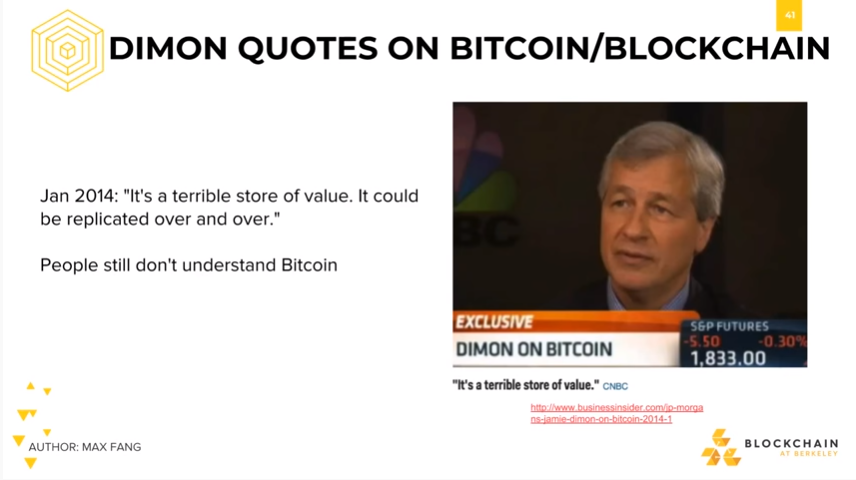 41
DIMON QUOTES ON BITCOIN/BLOCKCHAIN
Jan 2014: "It's a terrible store of value. It could
be replicated over and over."
People still don't understand Bitcoin
BC
EXCLUSIVE
DIMON ON BITCOIN
S&P FUTURES
-5.50 -0.30%
1,833.00
"It's a terrible store of value." CNBC
http://www.businessinsider.com/jp-morga
ns-jamie-dimon-on-bitcoin-2014-1
AUTHOR: MAX FANG
BLOCKCHAIN
AT BERKELEY